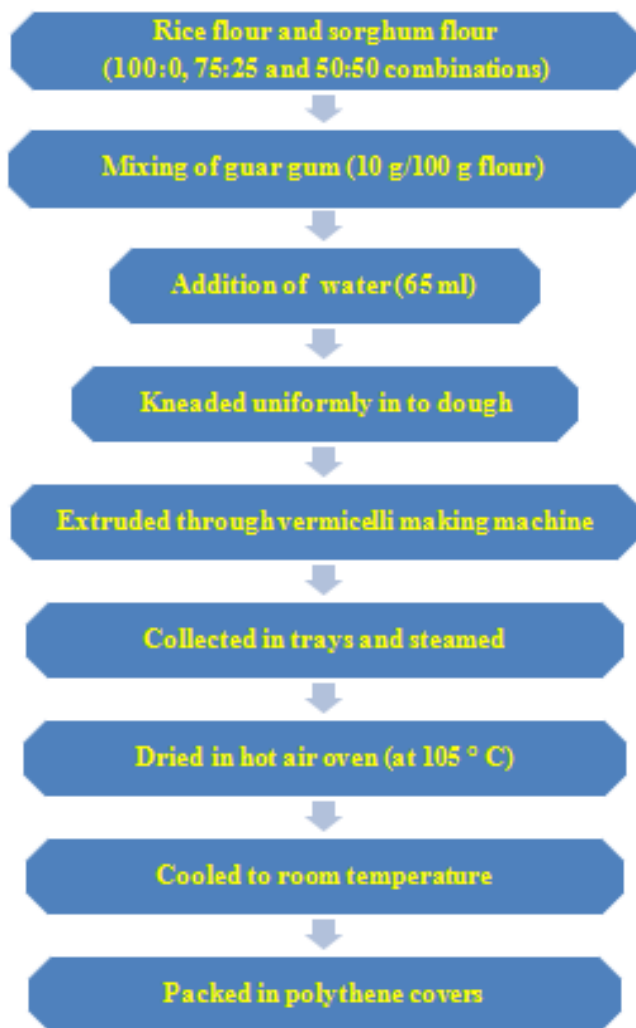 Rice flour and sorghum flour
(100:0, 75:25 and 50:50 combinations)
Mixing of guar gum (10 g/100 g flour)
Addition of water (65 ml)
Kneaded uniformly in to dough
Extruded through vermicelli making machine
Collected in trays and steamed
Dried in hot air oven (at 105 ° C)
Cooled to room temperature
Packed in polythene covers